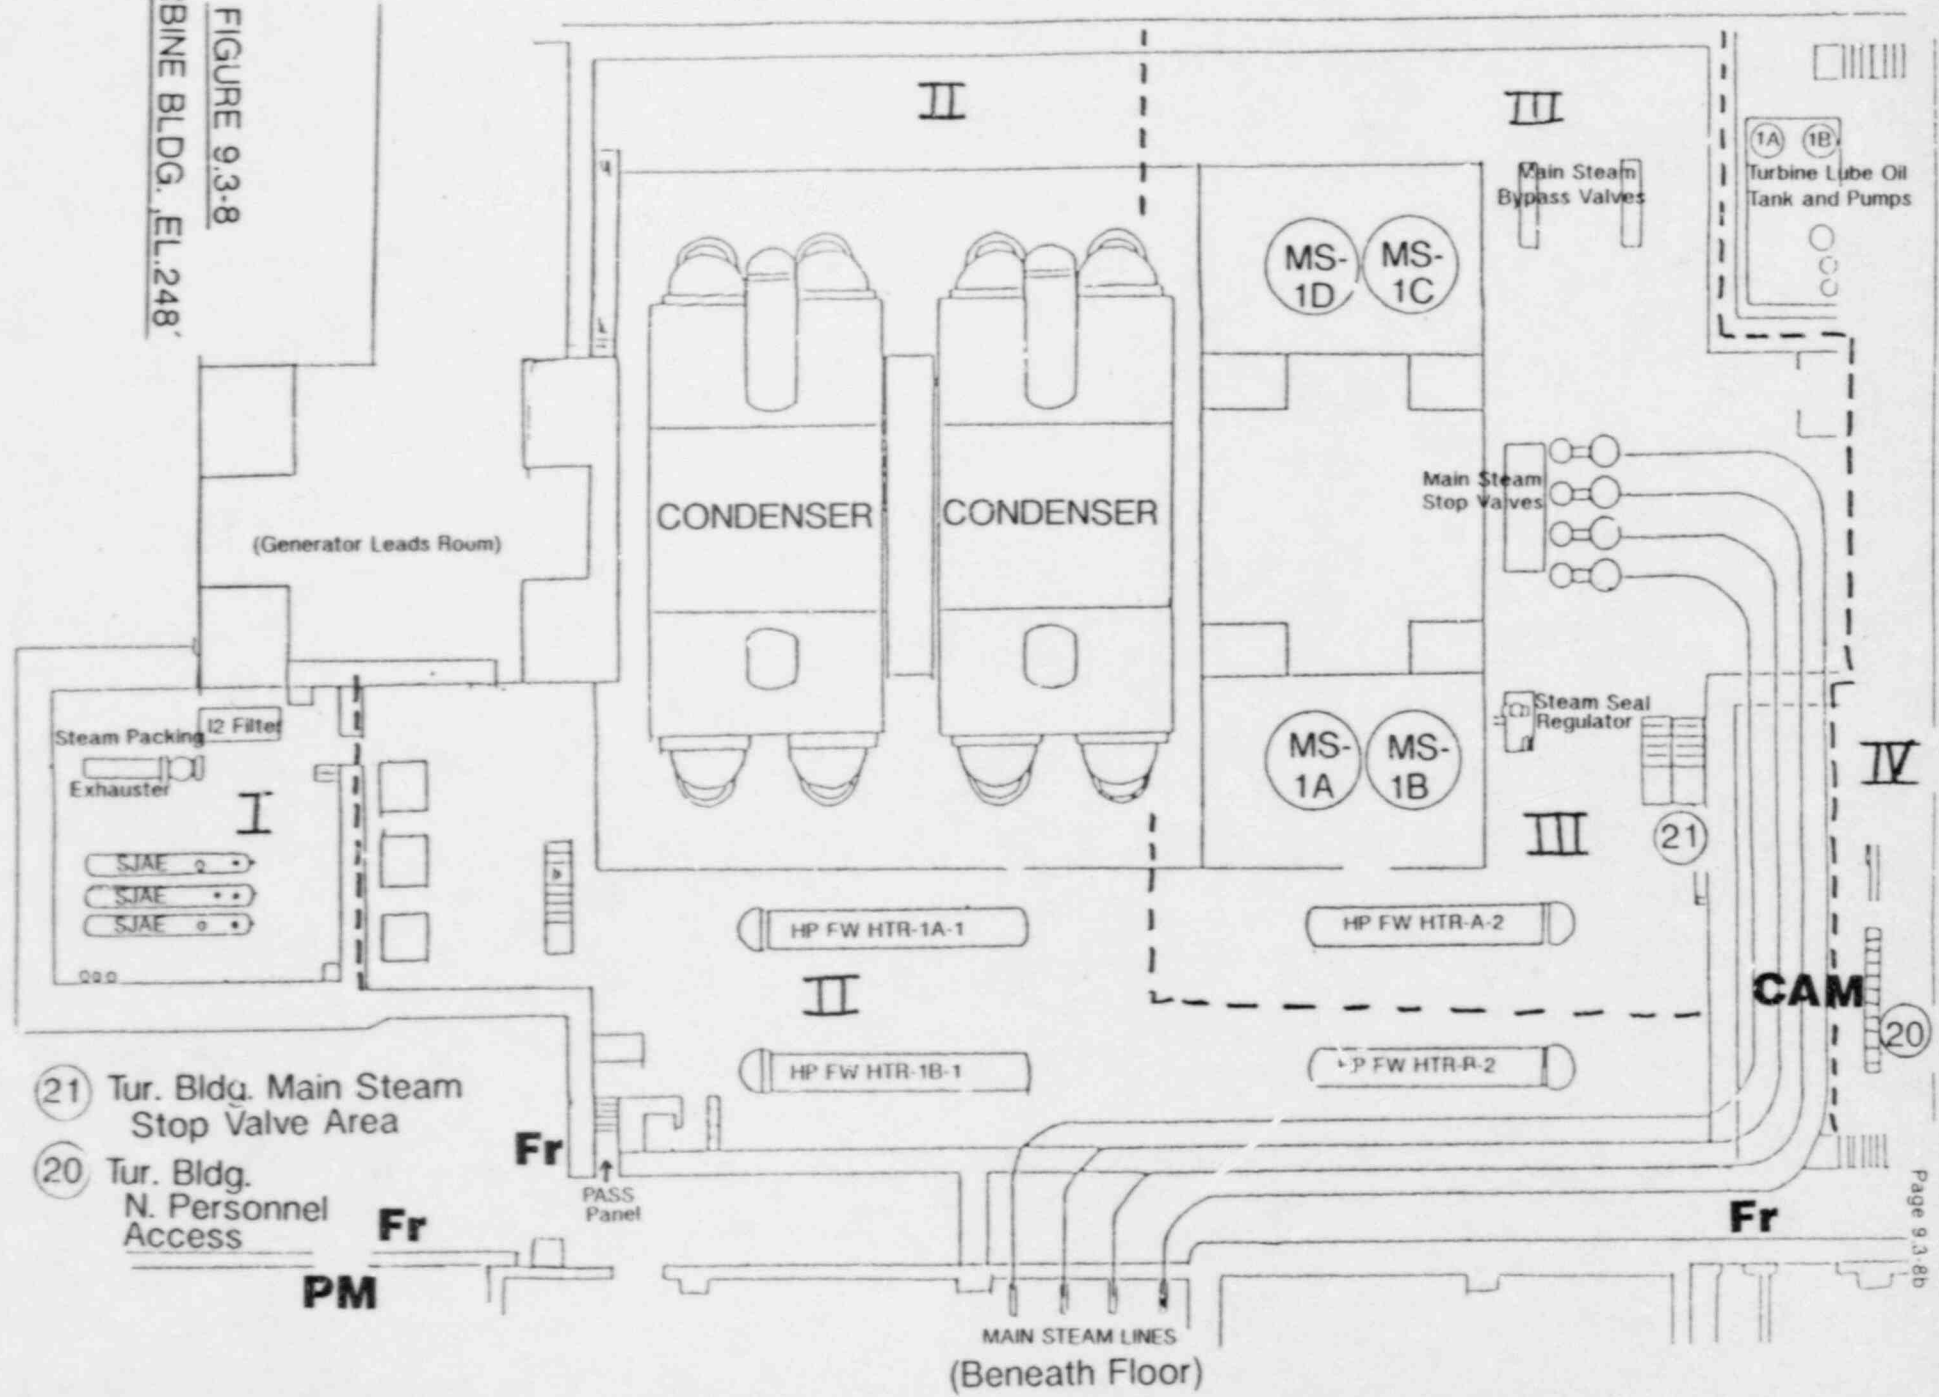 FIGURE 9.3-8
BINE BLDG. ,EL.248'
II
III
1A 1B
Turbine Lube Oil
Tank and Pumps
Main Steam
Bypass Valves
MS-1D
MS-1C
CONDENSER
CONDENSER
Main Steam
Stop Valves
(Generator Leads Room)
Steam Packing
Exhauster
I2 Filter
I
SJAE
SJAE
SJAE
MS-1A
MS-1B
Steam Seal
Regulator
IV
III
21
HP FW HTR-1A-1
HP FW HTR-A-2
II
CAM
20
HP FW HTR-1B-1
HP FW HTR-R-2
21 Tur. Bldg. Main Steam
Stop Valve Area
20 Tur. Bldg.
N. Personnel
Access
Fr
PASS
Panel
Fr
Fr
PM
MAIN STEAM LINES
(Beneath Floor)
Page 9.3-8b